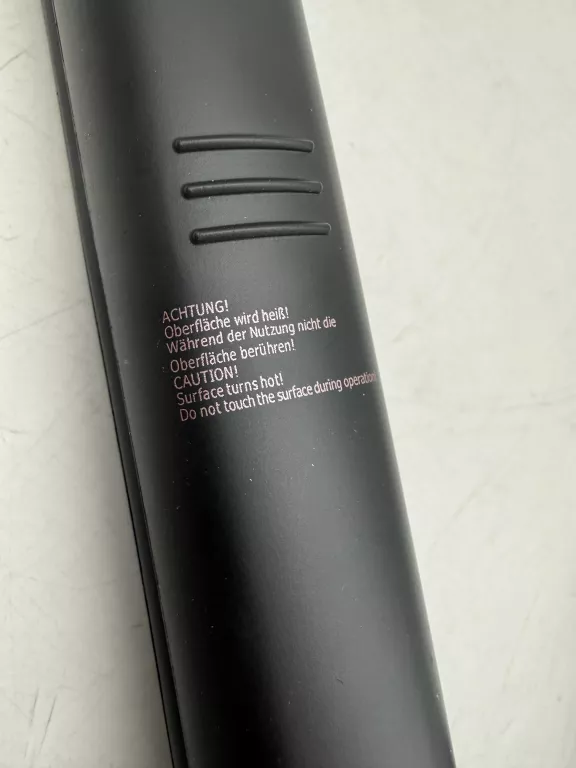 ACHTUNG!
Oberfläche wird heiß!
Während der Nutzung nicht die
Oberfläche berühren!
CAUTION!
Surface turns hot!
Do not touch the surface during operation